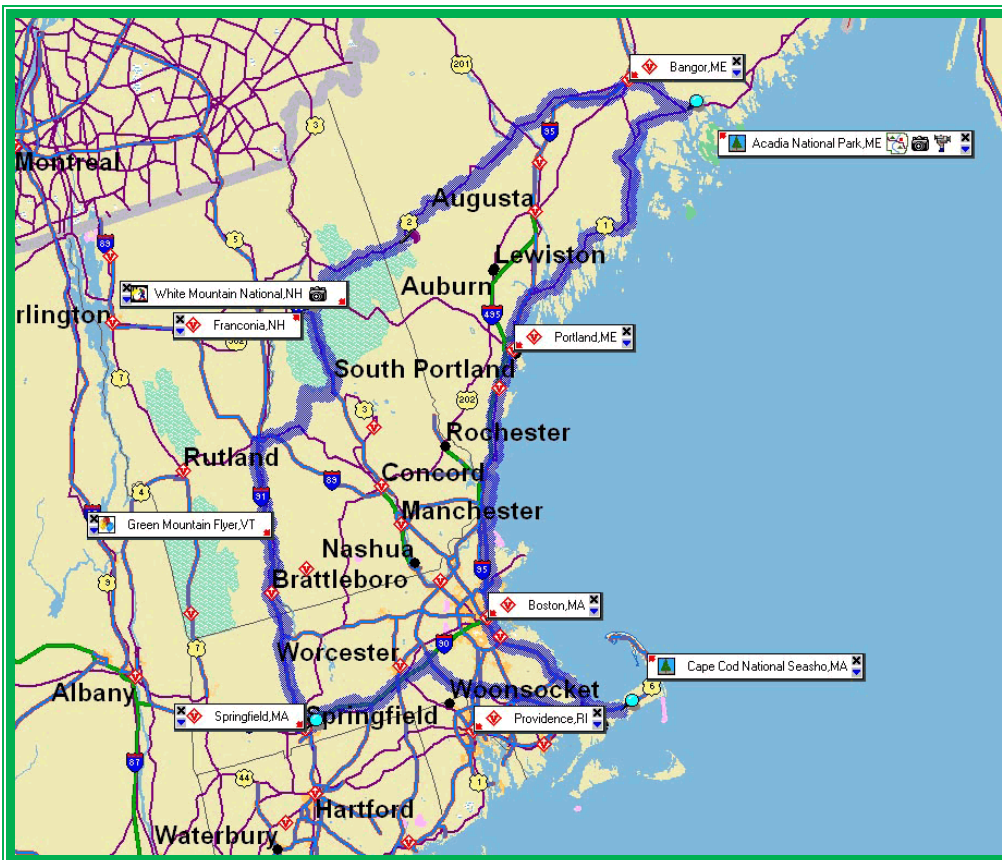 201
Bangor,ME
3
95
Montreal
Acadia National Park,ME
Augusta
2
1
89
5
Lewiston
Auburn
White Mountain National,NH
rlington
Franconia,NH
302
495
Portland,ME
South Portland
7
3
202
Rochester
Rutland
Concord
4
91
89
Manchester
Green Mountain Flyer,VT
Nashua
95
9
Brattleboro
Boston,MA
90
Worcester
7
Cape Cod National Seasho,MA
Albany
Woonsocket
6
Springfield,MA
Springfield
Providence,RI
87
44
1
Hartford
Waterbury